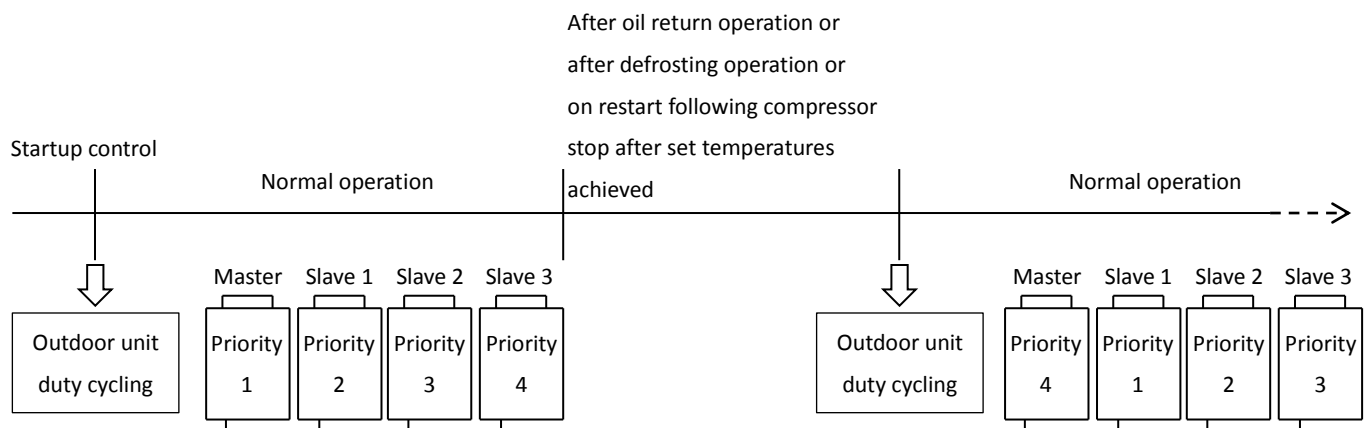 After oil return operation or
after defrosting operation or
on restart following compressor
stop after set temperatures
achieved
Startup control
Normal operation
Normal operation
Master Slave 1 Slave 2 Slave 3
Master Slave 1 Slave 2 Slave 3
Outdoor unit
duty cycling
Priority
1
Priority
2
Priority
3
Priority
4
Outdoor unit
duty cycling
Priority
4
Priority
1
Priority
2
Priority
3